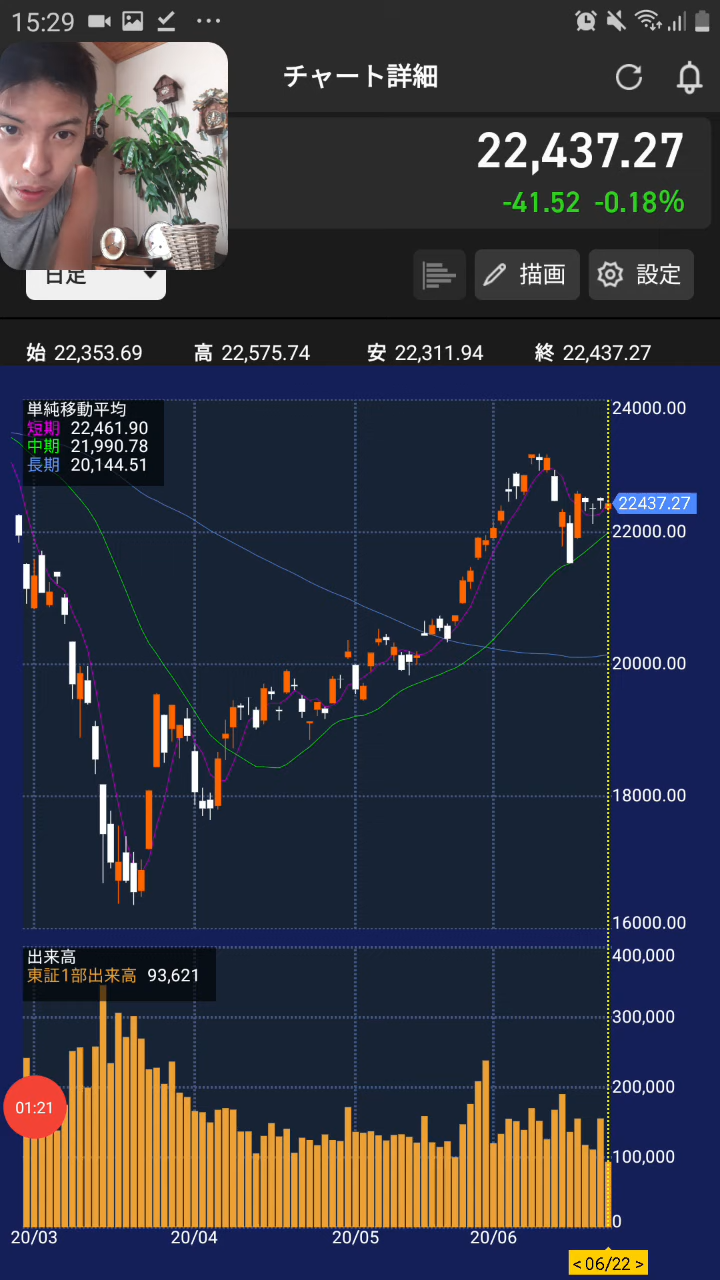 15:29
チャート詳細
22,437.27
-41.52 -0.18%
日足
描画
設定
始 22,353.69 高 22,575.74 安 22,311.94 終 22,437.27
単純移動平均
短期 22,461.90
中期 21,990.78
長期 20,144.51
24000.00
22437.27
22000.00
20000.00
18000.00
16000.00
出来高
東証1部出来高 93,621
400,000
300,000
200,000
100,000
0
01:21
20/03 20/04 20/05 20/06
< 06/22 >